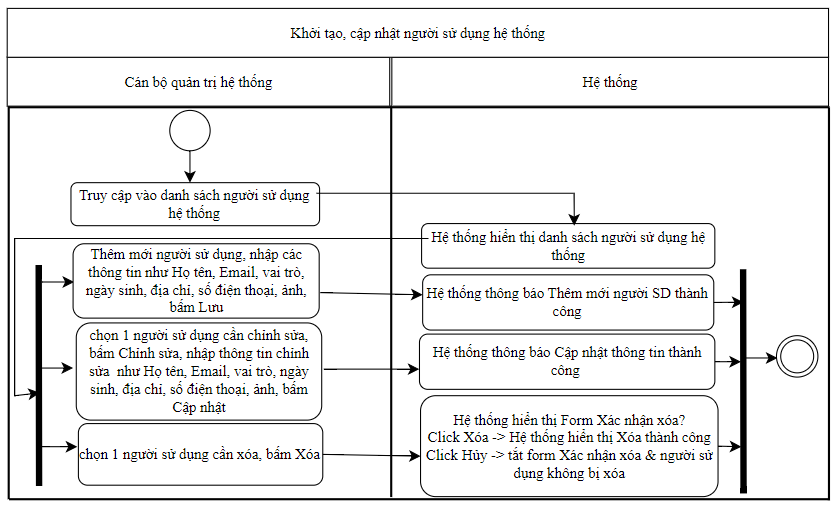 Khởi tạo, cập nhật người sử dụng hệ thống
Cán bộ quản trị hệ thống
Hệ thống
Truy cập vào danh sách người sử dụng
hệ thống
Hệ thống hiển thị danh sách người sử dụng hệ
thống
Thêm mới người sử dụng, nhập các
thông tin như Họ tên, Email, vai trò,
ngày sinh, địa chỉ, số điện thoại, ảnh,
bấm Lưu
Hệ thống thông báo Thêm mới người SD thành
công
chọn 1 người sử dụng cần chỉnh sửa,
bấm Chỉnh sửa, nhập thông tin chỉnh
sửa như Họ tên, Email, vai trò, ngày
sinh, địa chỉ, số điện thoại, ảnh, bấm
Cập nhật
Hệ thống thông báo Cập nhật thông tin thành
công
chọn 1 người sử dụng cần xóa, bấm Xóa
Hệ thống hiển thị Form Xác nhận xóa?
Click Xóa -> Hệ thống hiển thị Xóa thành công
Click Hủy -> tắt form Xác nhận xóa & người sử
dụng không bị xóa